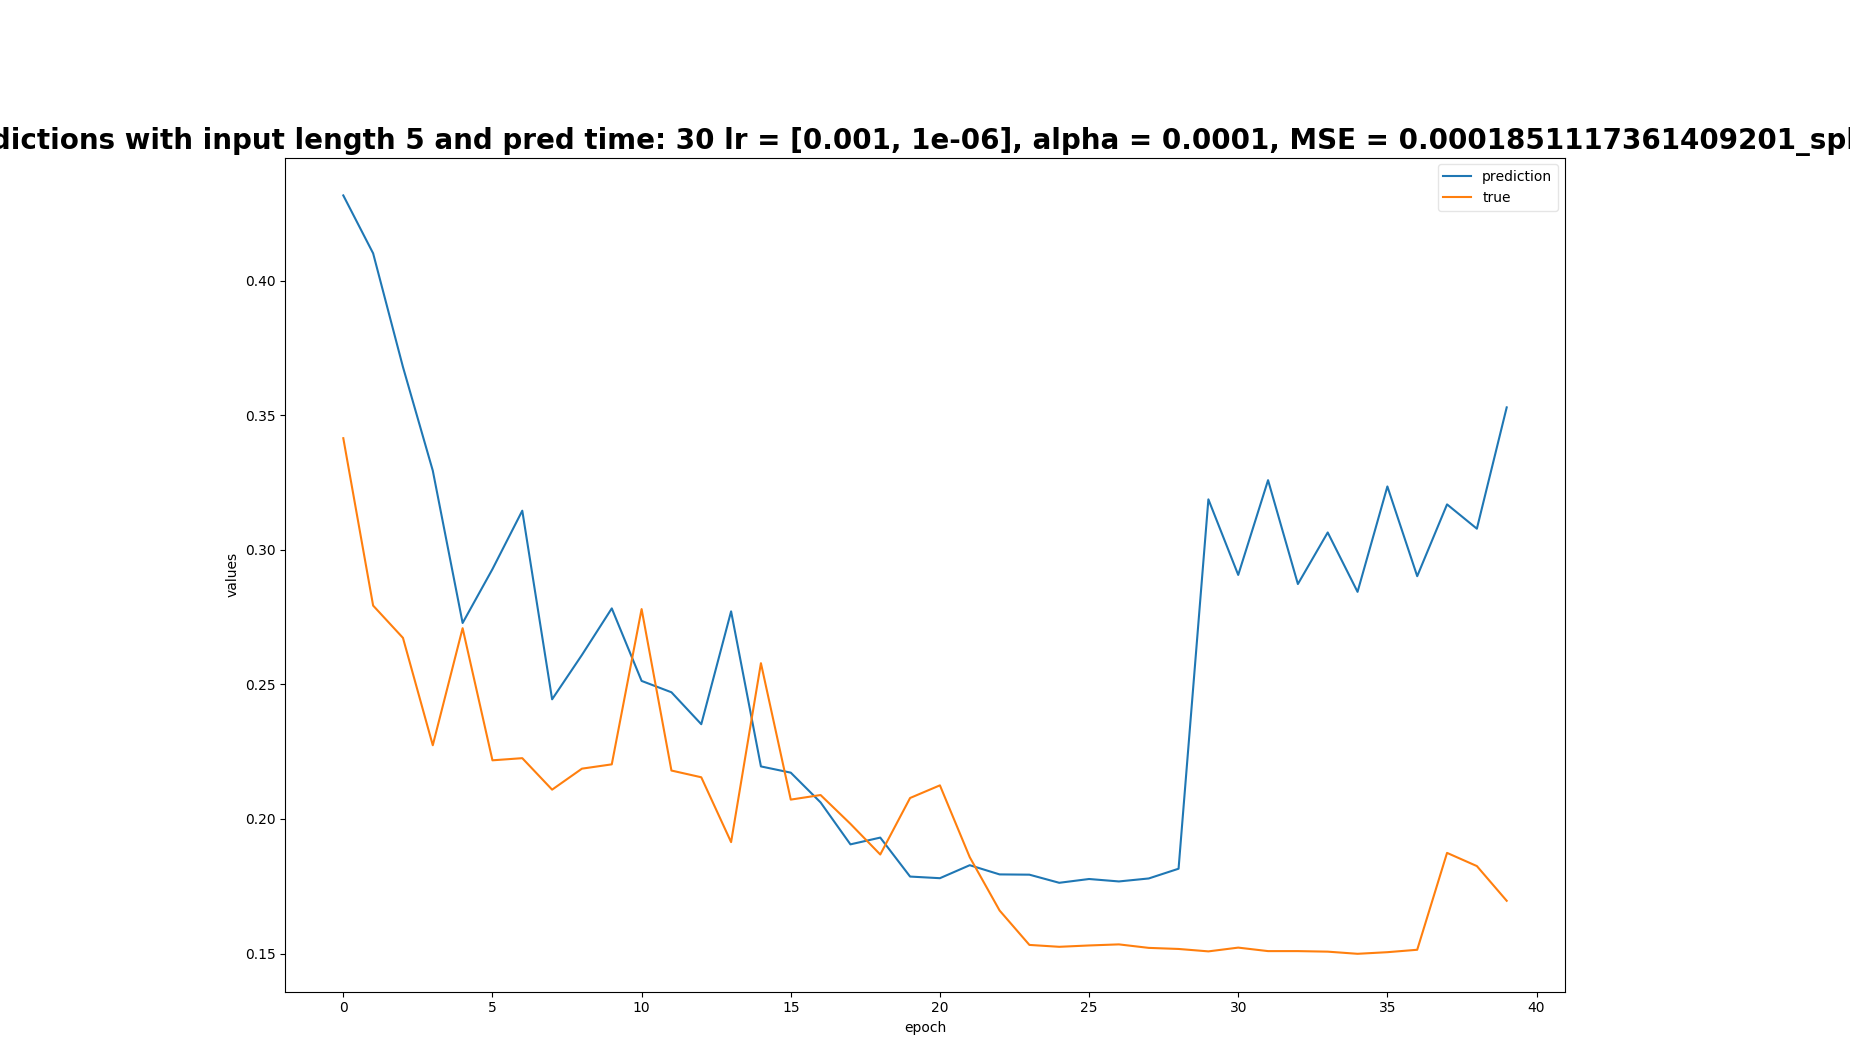 dictions with input length 5 and pred time: 30 lr = [0.001, 1e-06], alpha = 0.0001, MSE = 0.0001851117361409201_spl
prediction
true
0.40
0.35
0.30
0.25
0.20
0.15
values
0 5 10 15 20 25 30 35 40
epoch